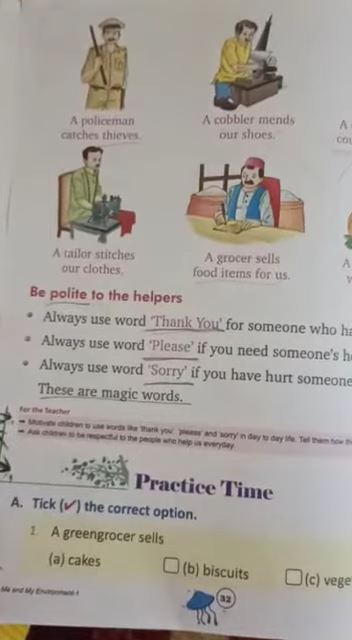 A policeman
catches thieves.
A cobbler mends
our shoes.
A
A tailor stitches
our clothes.
A grocer sells
food items for us.
A
Be polite to the helpers
• Always use word 'Thank You' for someone who
• Always use word 'Please' if you need someone's
• Always use word 'Sorry' if you have hurt someone
These are magic words.
For the Teacher
Motivate children to use words like 'thank you', 'please' and 'sorry' in day to day life. Tell them how
Ask children to be respectful to the people who help us everyday.
Practice Time
A. Tick (✓) the correct option.
1. A greengrocer sells
(a) cakes
(b) biscuits
(c) vege
Me and My Environment-1
32